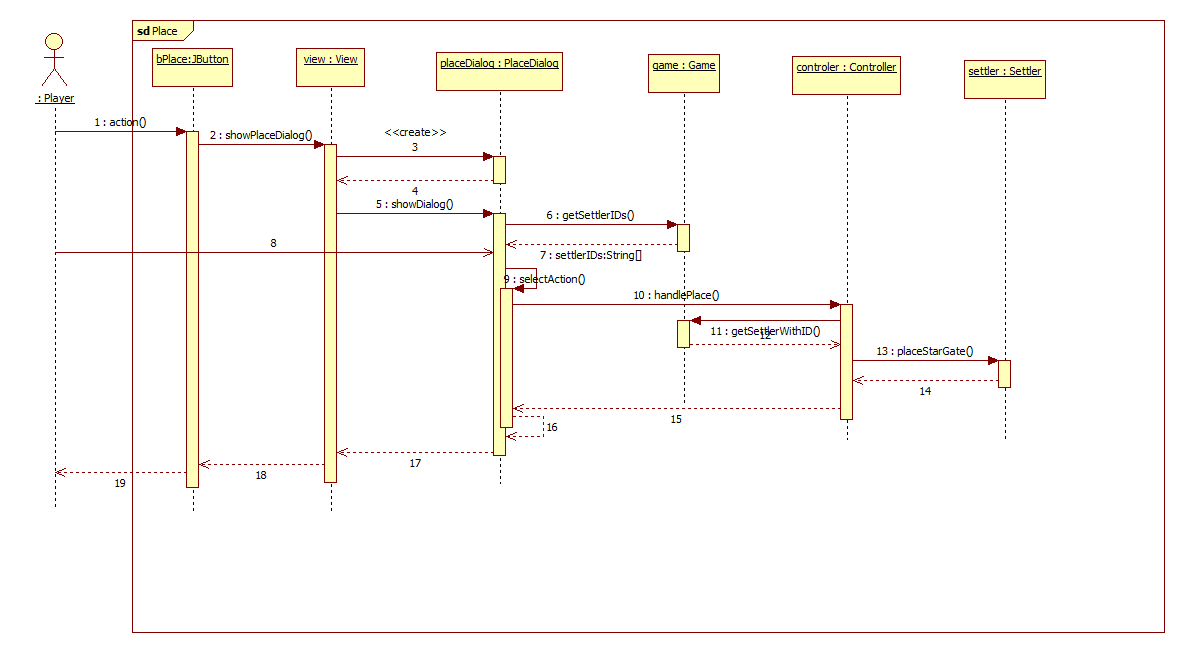 sd Place
bPlace:JButton
view : View
placeDialog : PlaceDialog
game : Game
controler : Controller
settler : Settler
: Player
1 : action()
2 : showPlaceDialog()
<<create>>
3
4
5 : showDialog()
6 : getSettlerIDs()
7 : settlerIDs:String[]
8
9 : selectAction()
10 : handlePlace()
11 : getSettlerWithID()
12
13 : placeStarGate()
14
15
16
17
18
19